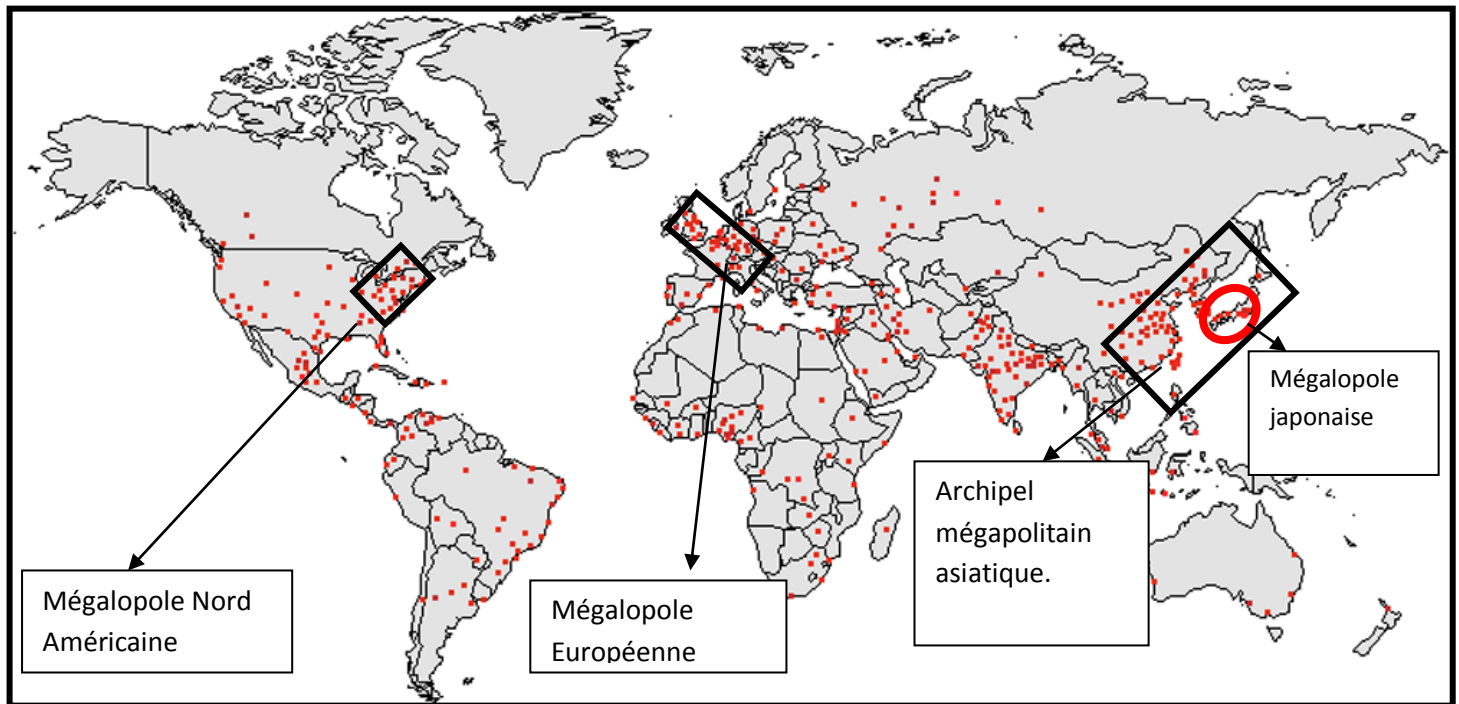 Mégalopole Nord
Américaine
Mégalopole
Européenne
Archipel
mégapolitain
asiatique.
Mégalopole
japonaise